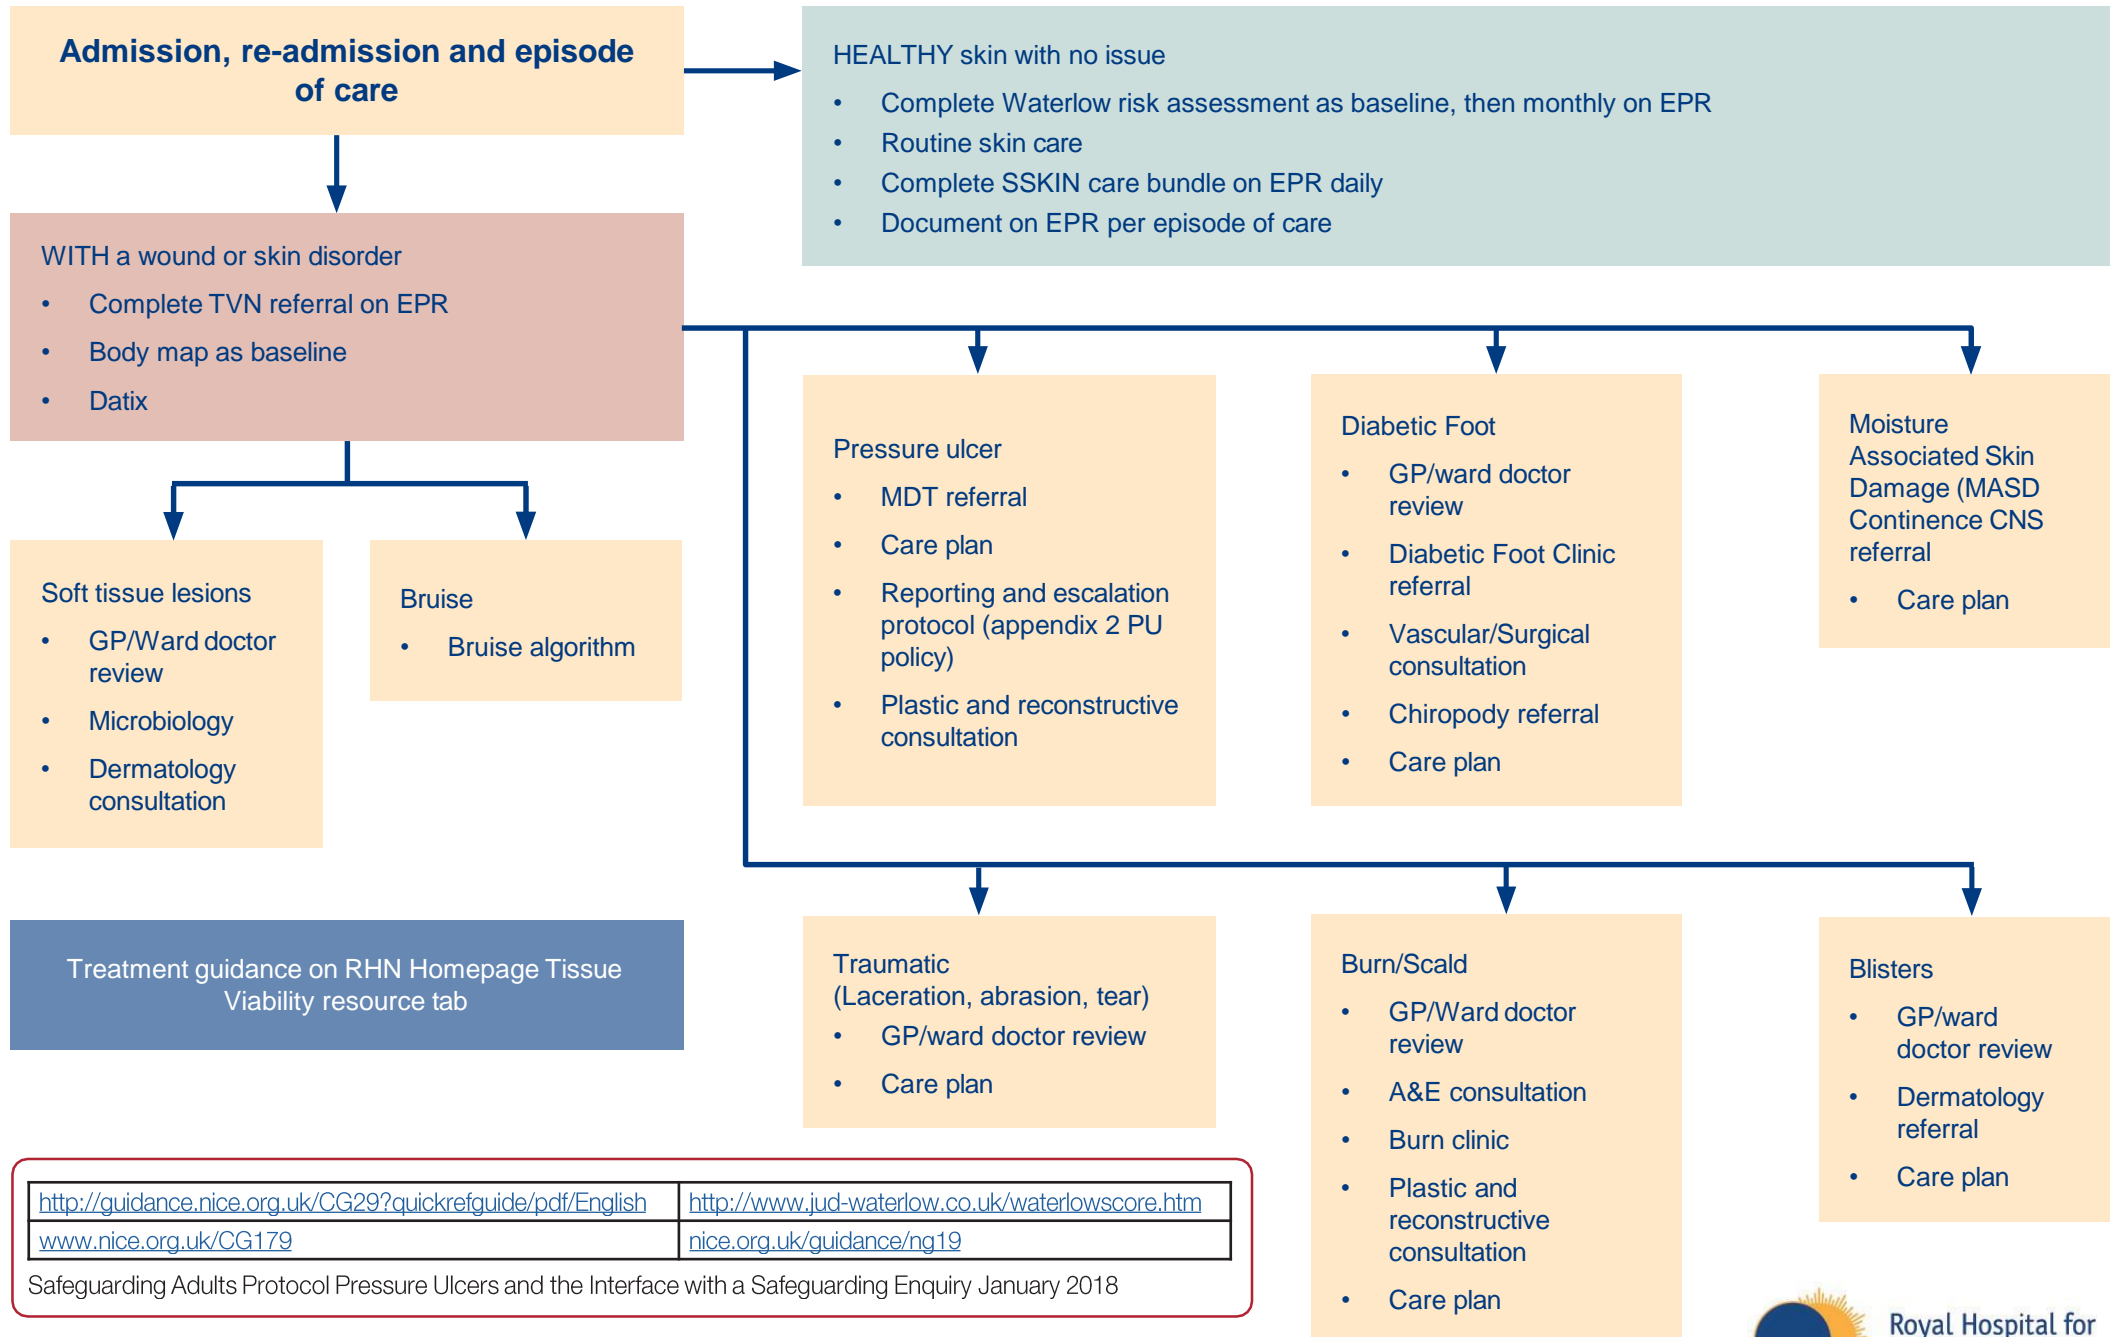 Admission, re-admission and episode
of care
HEALTHY skin with no issue
• Complete Waterlow risk assessment as baseline, then monthly on EPR
• Routine skin care
• Complete SSKIN care bundle on EPR daily
• Document on EPR per episode of care
WITH a wound or skin disorder
• Complete TVN referral on EPR
• Body map as baseline
• Datix
Soft tissue lesions
• GP/Ward doctor
review
• Microbiology
• Dermatology
consultation
Bruise
• Bruise algorithm
Pressure ulcer
• MDT referral
• Care plan
• Reporting and escalation
protocol (appendix 2 PU
policy)
• Plastic and reconstructive
consultation
Diabetic Foot
• GP/ward doctor
review
• Diabetic Foot Clinic
referral
• Vascular/Surgical
consultation
• Chiropody referral
• Care plan
Moisture
Associated Skin
Damage (MASD
Continence CNS
referral
• Care plan
Treatment guidance on RHN Homepage Tissue
Viability resource tab
Traumatic
(Laceration, abrasion, tear)
• GP/ward doctor review
• Care plan
Burn/Scald
• GP/Ward doctor
review
• A&E consultation
• Burn clinic
• Plastic and
reconstructive
consultation
• Care plan
Blisters
• GP/ward
doctor review
• Dermatology
referral
• Care plan
http://guidance.nice.org.uk/CG29?quickrefguide/pdf/English
http://www.jud-waterlow.co.uk/waterlowscore.htm
www.nice.org.uk/CG179
nice.org.uk/guidance/ng19
Safeguarding Adults Protocol Pressure Ulcers and the Interface with a Safeguarding Enquiry January 2018
Royal Hospital for